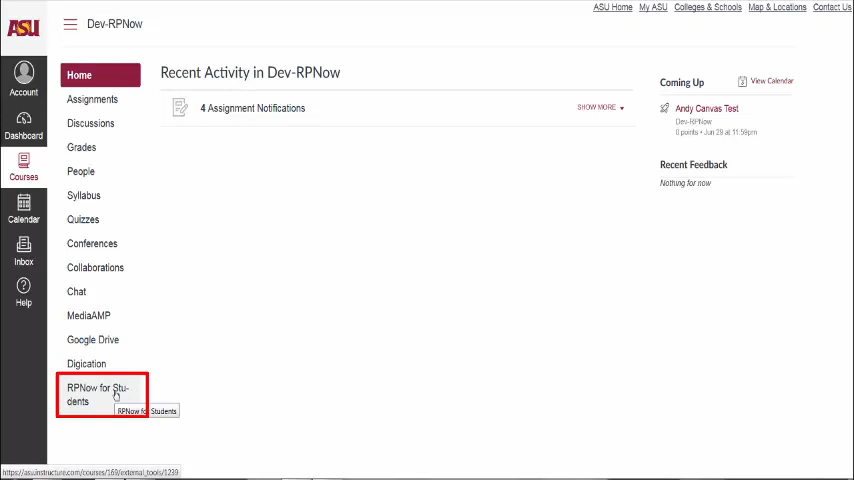 ASU Home My ASU Colleges & Schools Map & Locations Contact Us
ASU
Dev-RPNow
Account
Dashboard
Courses
Calendar
Inbox
Help
Home
Assignments
Discussions
Grades
People
Syllabus
Quizzes
Conferences
Collaborations
Chat
MediaAMP
Google Drive
Digication
RPNow for Stu-
dents
RPNow for Students
Recent Activity in Dev-RPNow
4 Assignment Notifications
SHOW MORE
Coming Up
View Calendar
Andy Canvas Test
Dev-RPNow
0 points • Jun 29 at 11:59pm
Recent Feedback
Nothing for now
https://asu.instructure.com/courses/169/external_tools/1239